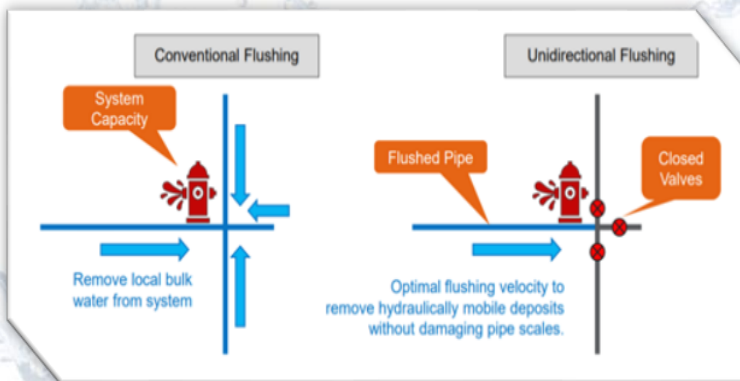 Conventional Flushing
System
Capacity
Remove local bulk
water from system
Unidirectional Flushing
Flushed Pipe
Closed
Valves
Optimal flushing velocity to
remove hydraulically mobile deposits
without damaging pipe scales.